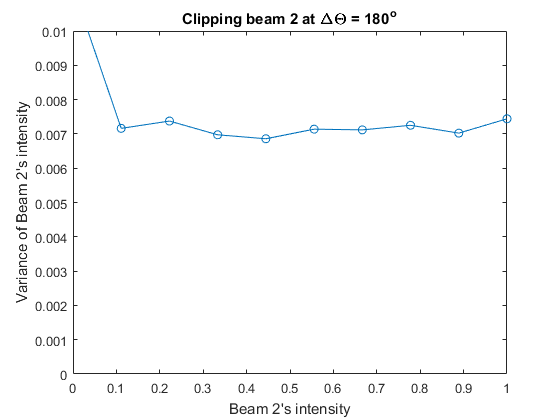 Clipping beam 2 at ΔΘ = 180°
0.01
0.009
0.008
0.007
0.006
0.005
0.004
0.003
0.002
0.001
0
Variance of Beam 2's intensity
0 0.1 0.2 0.3 0.4 0.5 0.6 0.7 0.8 0.9 1
Beam 2's intensity